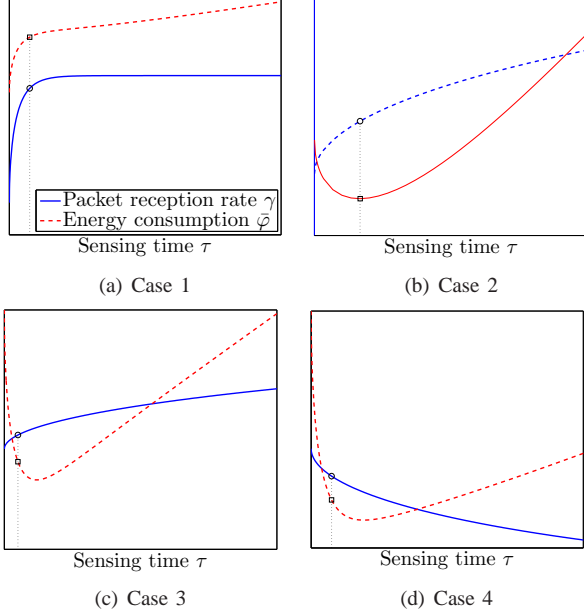 Packet reception rate γ
Energy consumption φ̄
Sensing time τ
Sensing time τ
(a) Case 1
(b) Case 2
Sensing time τ
Sensing time τ
(c) Case 3
(d) Case 4